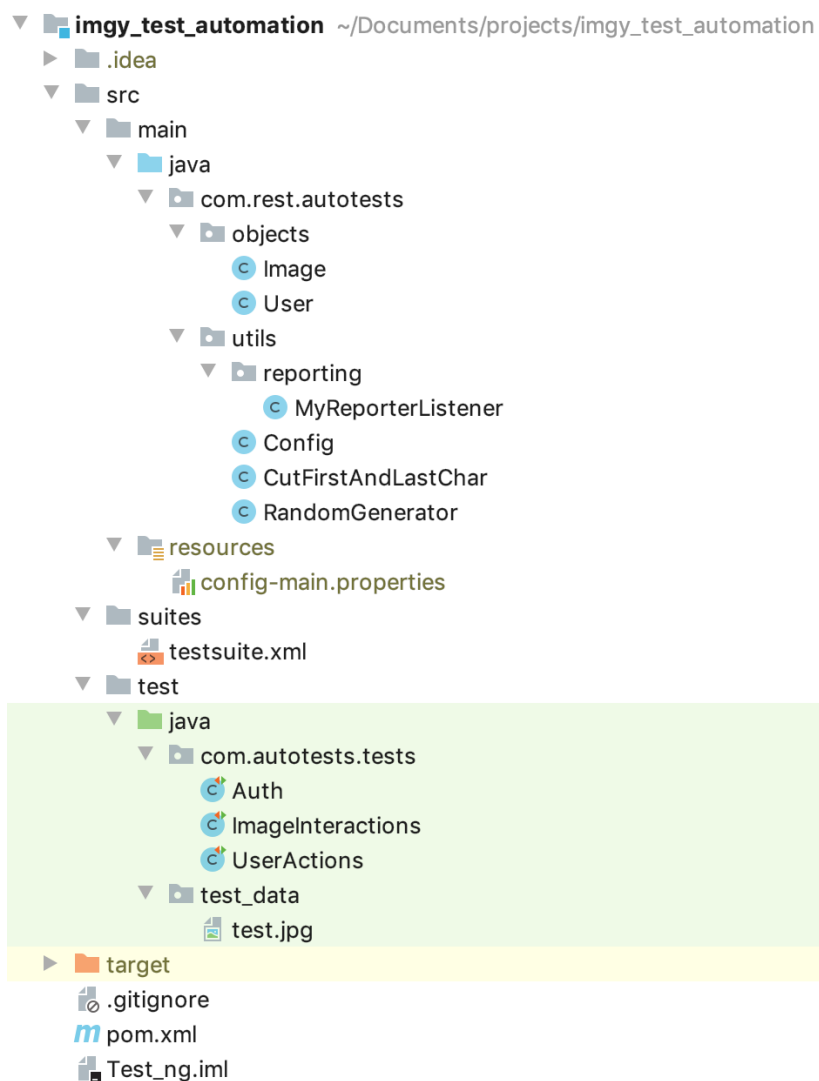 imgy_test_automation ~/Documents/projects/imgy_test_automation
.idea
src
main
java
com.rest.autotests
objects
C Image
C User
utils
reporting
C MyReporterListener
C Config
C CutFirstAndLastChar
C RandomGenerator
resources
config-main.properties
suites
<> testsuite.xml
test
java
com.autotests.tests
C Auth
C ImageInteractions
C UserActions
test_data
test.jpg
target
.gitignore
m pom.xml
Test_ng.iml